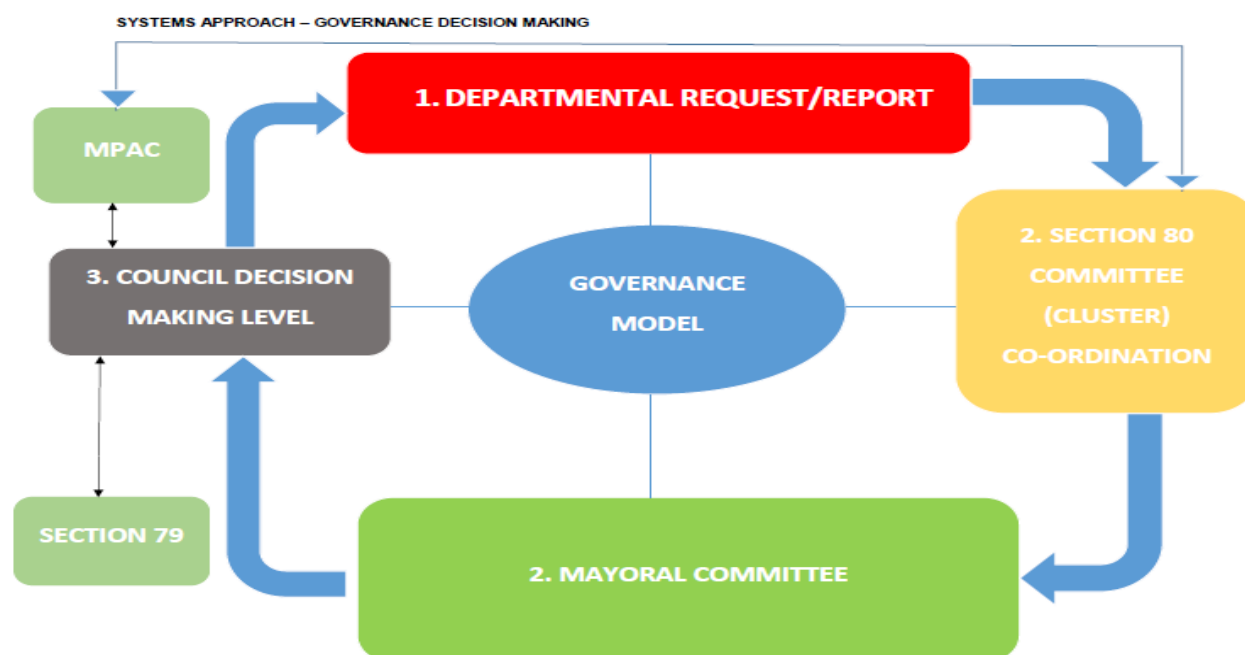 SYSTEMS APPROACH – GOVERNANCE DECISION MAKING
1. DEPARTMENTAL REQUEST/REPORT
MPAC
2. SECTION 80
COMMITTEE
(CLUSTER)
CO-ORDINATION
3. COUNCIL DECISION
MAKING LEVEL
GOVERNANCE
MODEL
SECTION 79
2. MAYORAL COMMITTEE